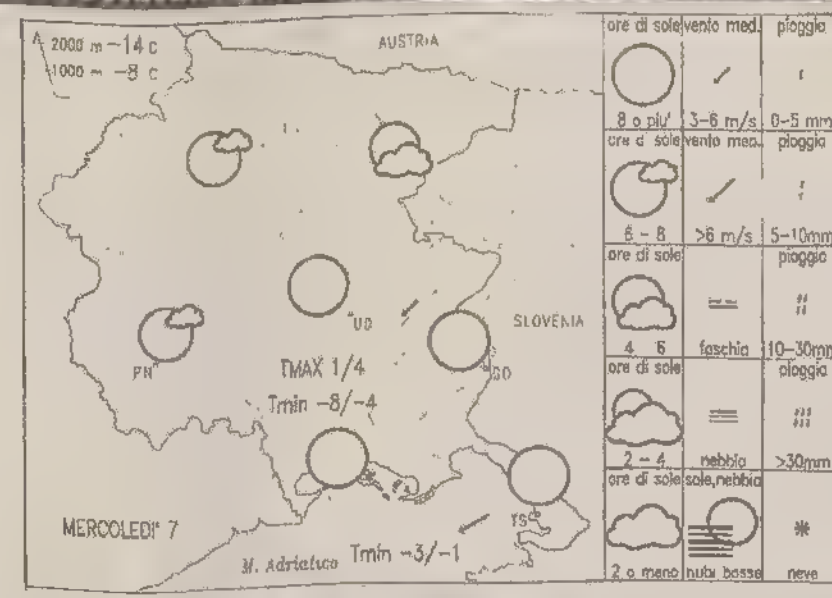 2000 m -14 c
1000 m -8 c
AUSTRIA
UD
SLOVENIA
PN
GO
TMAX 1/4
Tmin -8/-4
MERCOLEDI' 7
TS
M. Adriatico
Tmin -3/-1
ore di sole vento med. pioggia
8 o piu' 3-6 m/s 0-5 mm
ore di sole vento med. pioggia
6 - 8 >6 m/s 5-10mm
ore di sole pioggia
4 6 foschia 10-30mm
ore di sole pioggia
2 - 4 nebbia >30mm
ore di sole sole,nebbia
2 o meno nubi basse neve